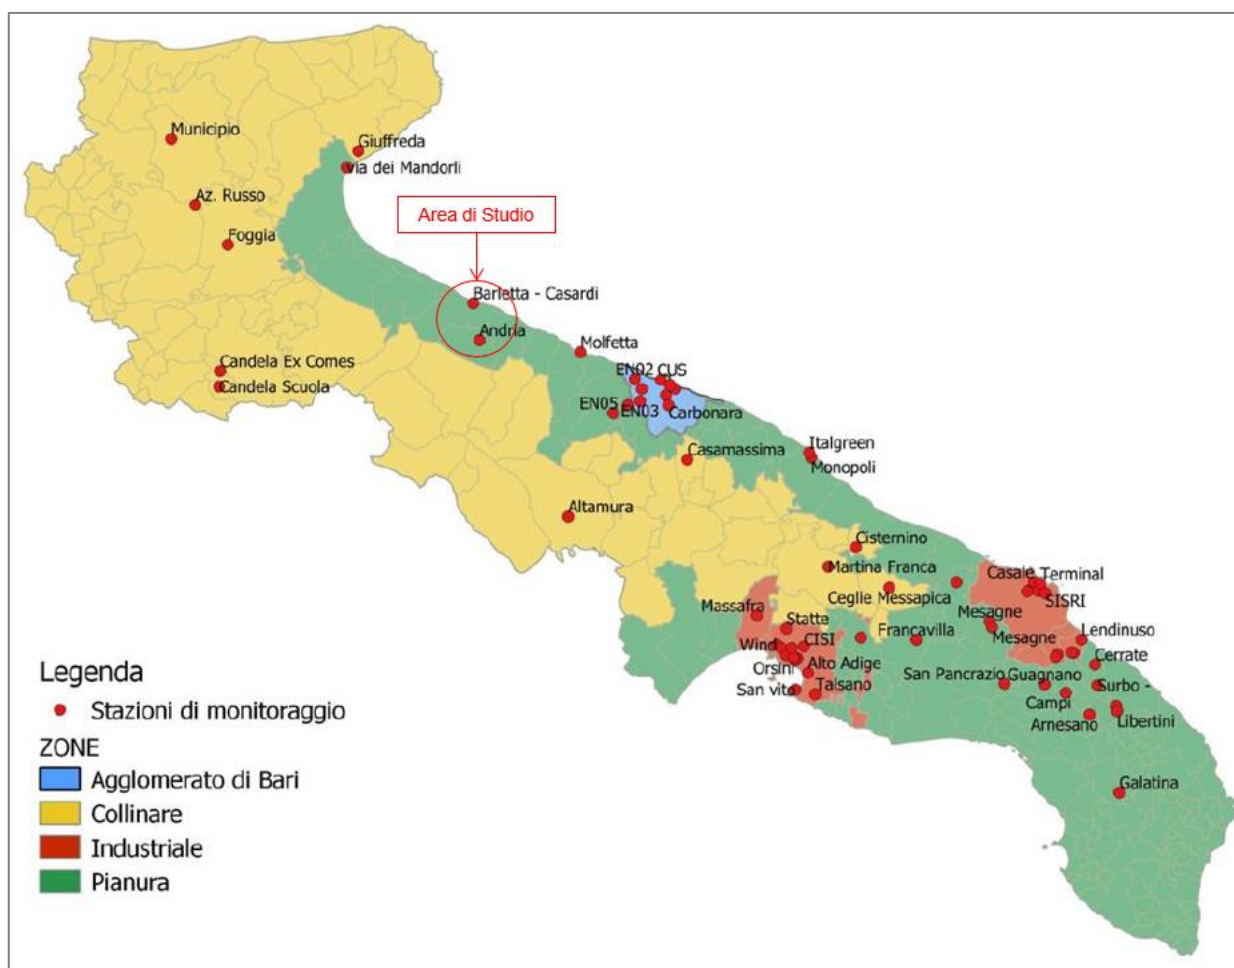 Municipio
Giuffreda
via dei Mandorli
Az. Russo
Area di Studio
Foggia
Barletta - Casardi
Andria
Molfetta
Candela Ex Comes
EN02 CUS
Candela Scuola
EN05
EN03
Carbonara
Italgreen
Casamassima
Monopoli
Altamura
Cisternino
Martina Franca
Casale Terminal
Ceglie Messapica
SISRI
Massafra
Statte
Mesagne
Francavilla
Mesagne
Lendinuso
Wind
CISI
Cerrate
Orsini
Alto Adige
San Pancrazio
Guagnano
San vito
Talsano
Surbo -
Campi
Arnesano
Libertini
Galatina
Legenda
Stazioni di monitoraggio
ZONE
Agglomerato di Bari
Collinare
Industriale
Pianura